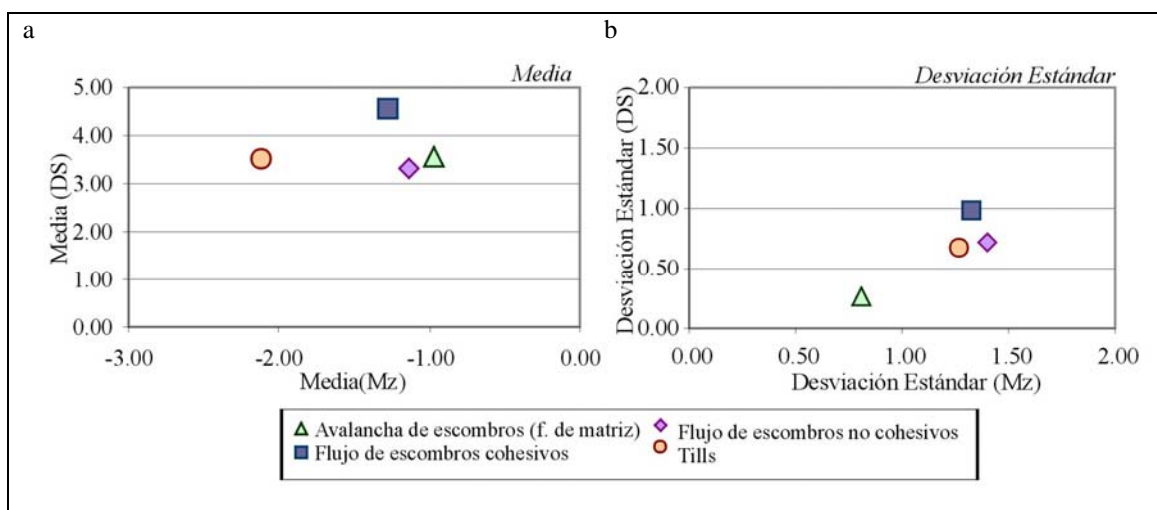 a
b
Media
5.00
4.00
3.00
2.00
1.00
0.00
Media (DS)
-3.00 -2.00 -1.00 0.00
Media(Mz)
Desviación Estándar
2.00
1.50
1.00
0.50
0.00
Desviación Estándar (DS)
0.00 0.50 1.00 1.50 2.00
Desviación Estándar (Mz)
Avalancha de escombros (f. de matriz)
Flujo de escombros no cohesivos
Flujo de escombros cohesivos
Tills